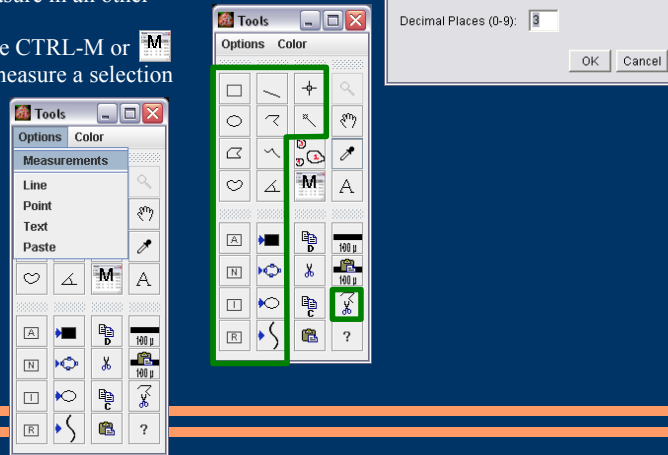 asure in all other
e CTRL-M or M
measure a selection
Tools
Options Color
Measurements
Line
Point
Text
Paste
M A
A D 100 µ
N 100 µ
I C
R ?
Tools
Options Color
M A
A D 100 µ
N 100 µ
I C
R ?
Decimal Places (0-9): 3
OK Cancel